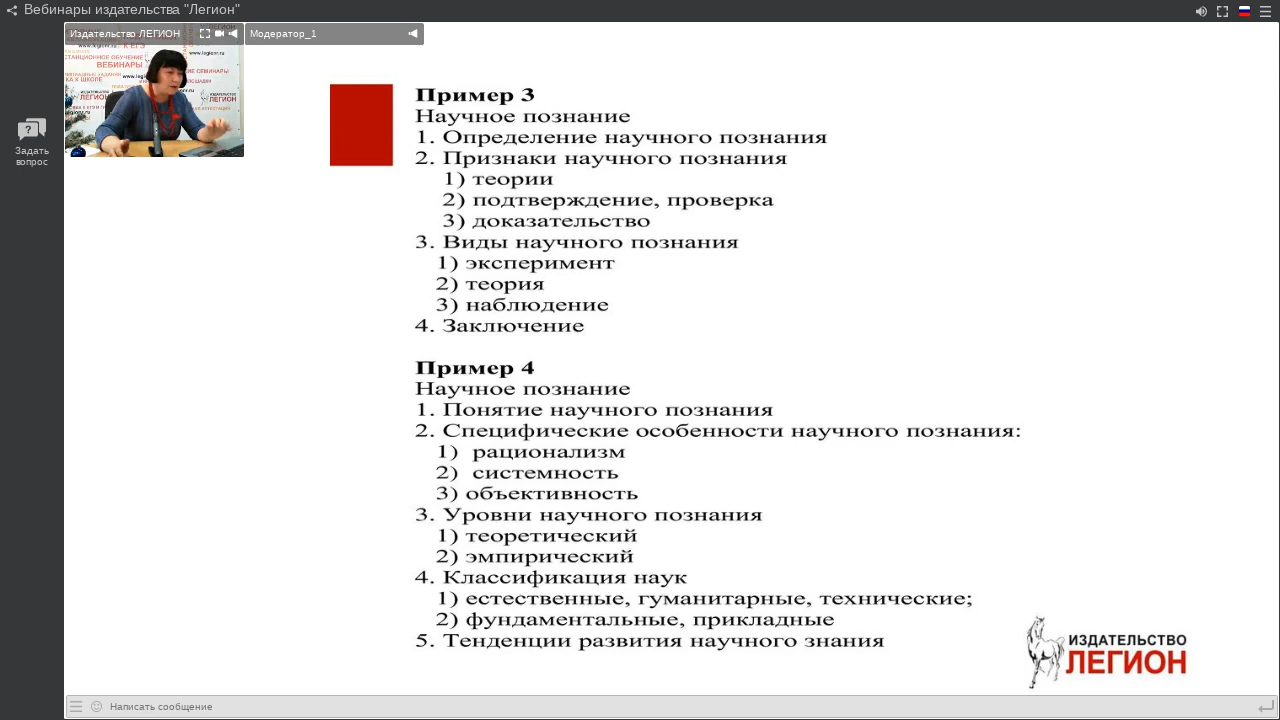 Вебинары издательства "Легион"
Издательство ЛЕГИОН
Модератор_1
Задать
вопрос
Пример 3
Научное познание
1. Определение научного познания
2. Признаки научного познания
1) теории
2) подтверждение, проверка
3) доказательство
3. Виды научного познания
1) эксперимент
2) теория
3) наблюдение
4. Заключение
Пример 4
Научное познание
1. Понятие научного познания
2. Специфические особенности научного познания:
1) рационализм
2) системность
3) объективность
3. Уровни научного познания
1) теоретический
2) эмпирический
4. Классификация наук
1) естественные, гуманитарные, технические;
2) фундаментальные, прикладные
5. Тенденции развития научного знания
ИЗДАТЕЛЬСТВО
ЛЕГИОН
Написать сообщение